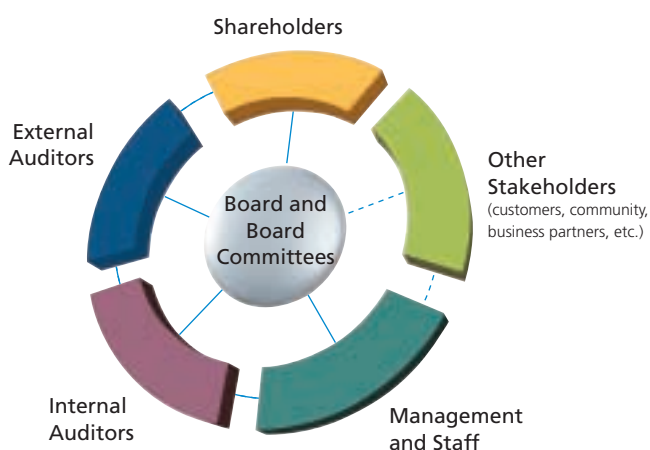 Shareholders
External
Auditors
Other
Stakeholders
(customers, community,
business partners, etc.)
Board and
Board
Committees
Internal
Auditors
Management
and Staff